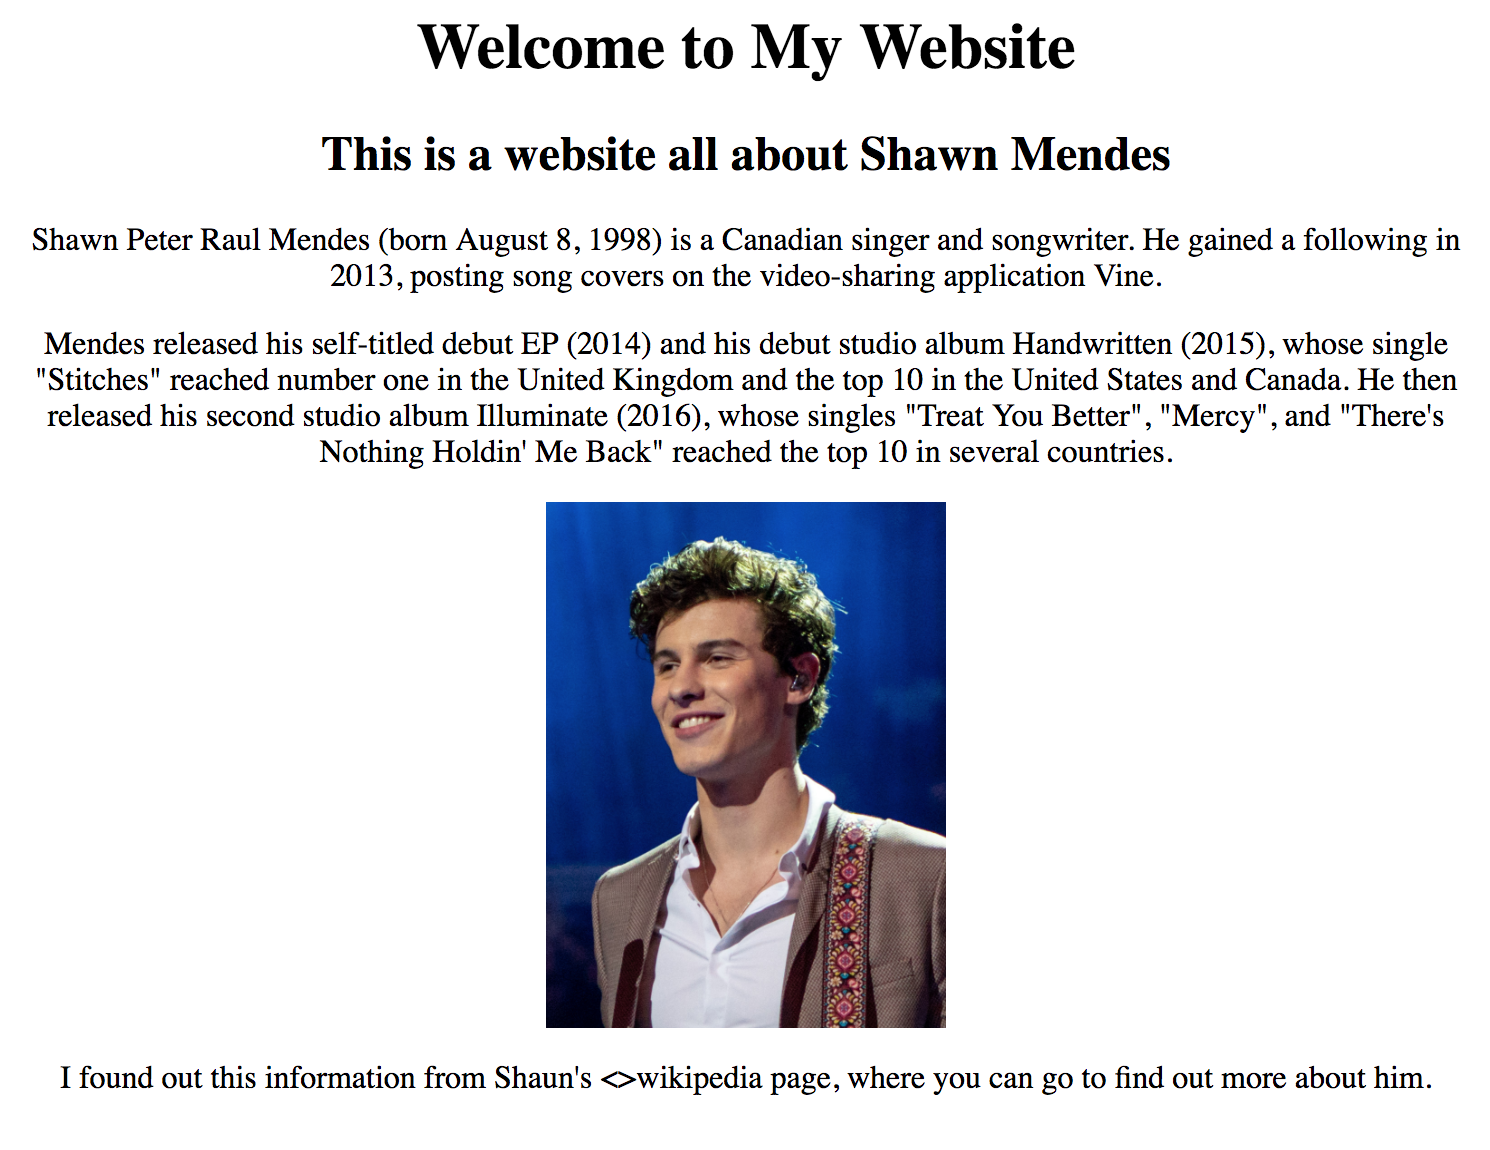 Welcome to My Website
This is a website all about Shawn Mendes
Shawn Peter Raul Mendes (born August 8, 1998) is a Canadian singer and songwriter. He gained a following in
2013, posting song covers on the video-sharing application Vine.
Mendes released his self-titled debut EP (2014) and his debut studio album Handwritten (2015), whose single
"Stitches" reached number one in the United Kingdom and the top 10 in the United States and Canada. He then
released his second studio album Illuminate (2016), whose singles "Treat You Better", "Mercy", and "There's
Nothing Holdin' Me Back" reached the top 10 in several countries.
I found out this information from Shaun's <>wikipedia page, where you can go to find out more about him.